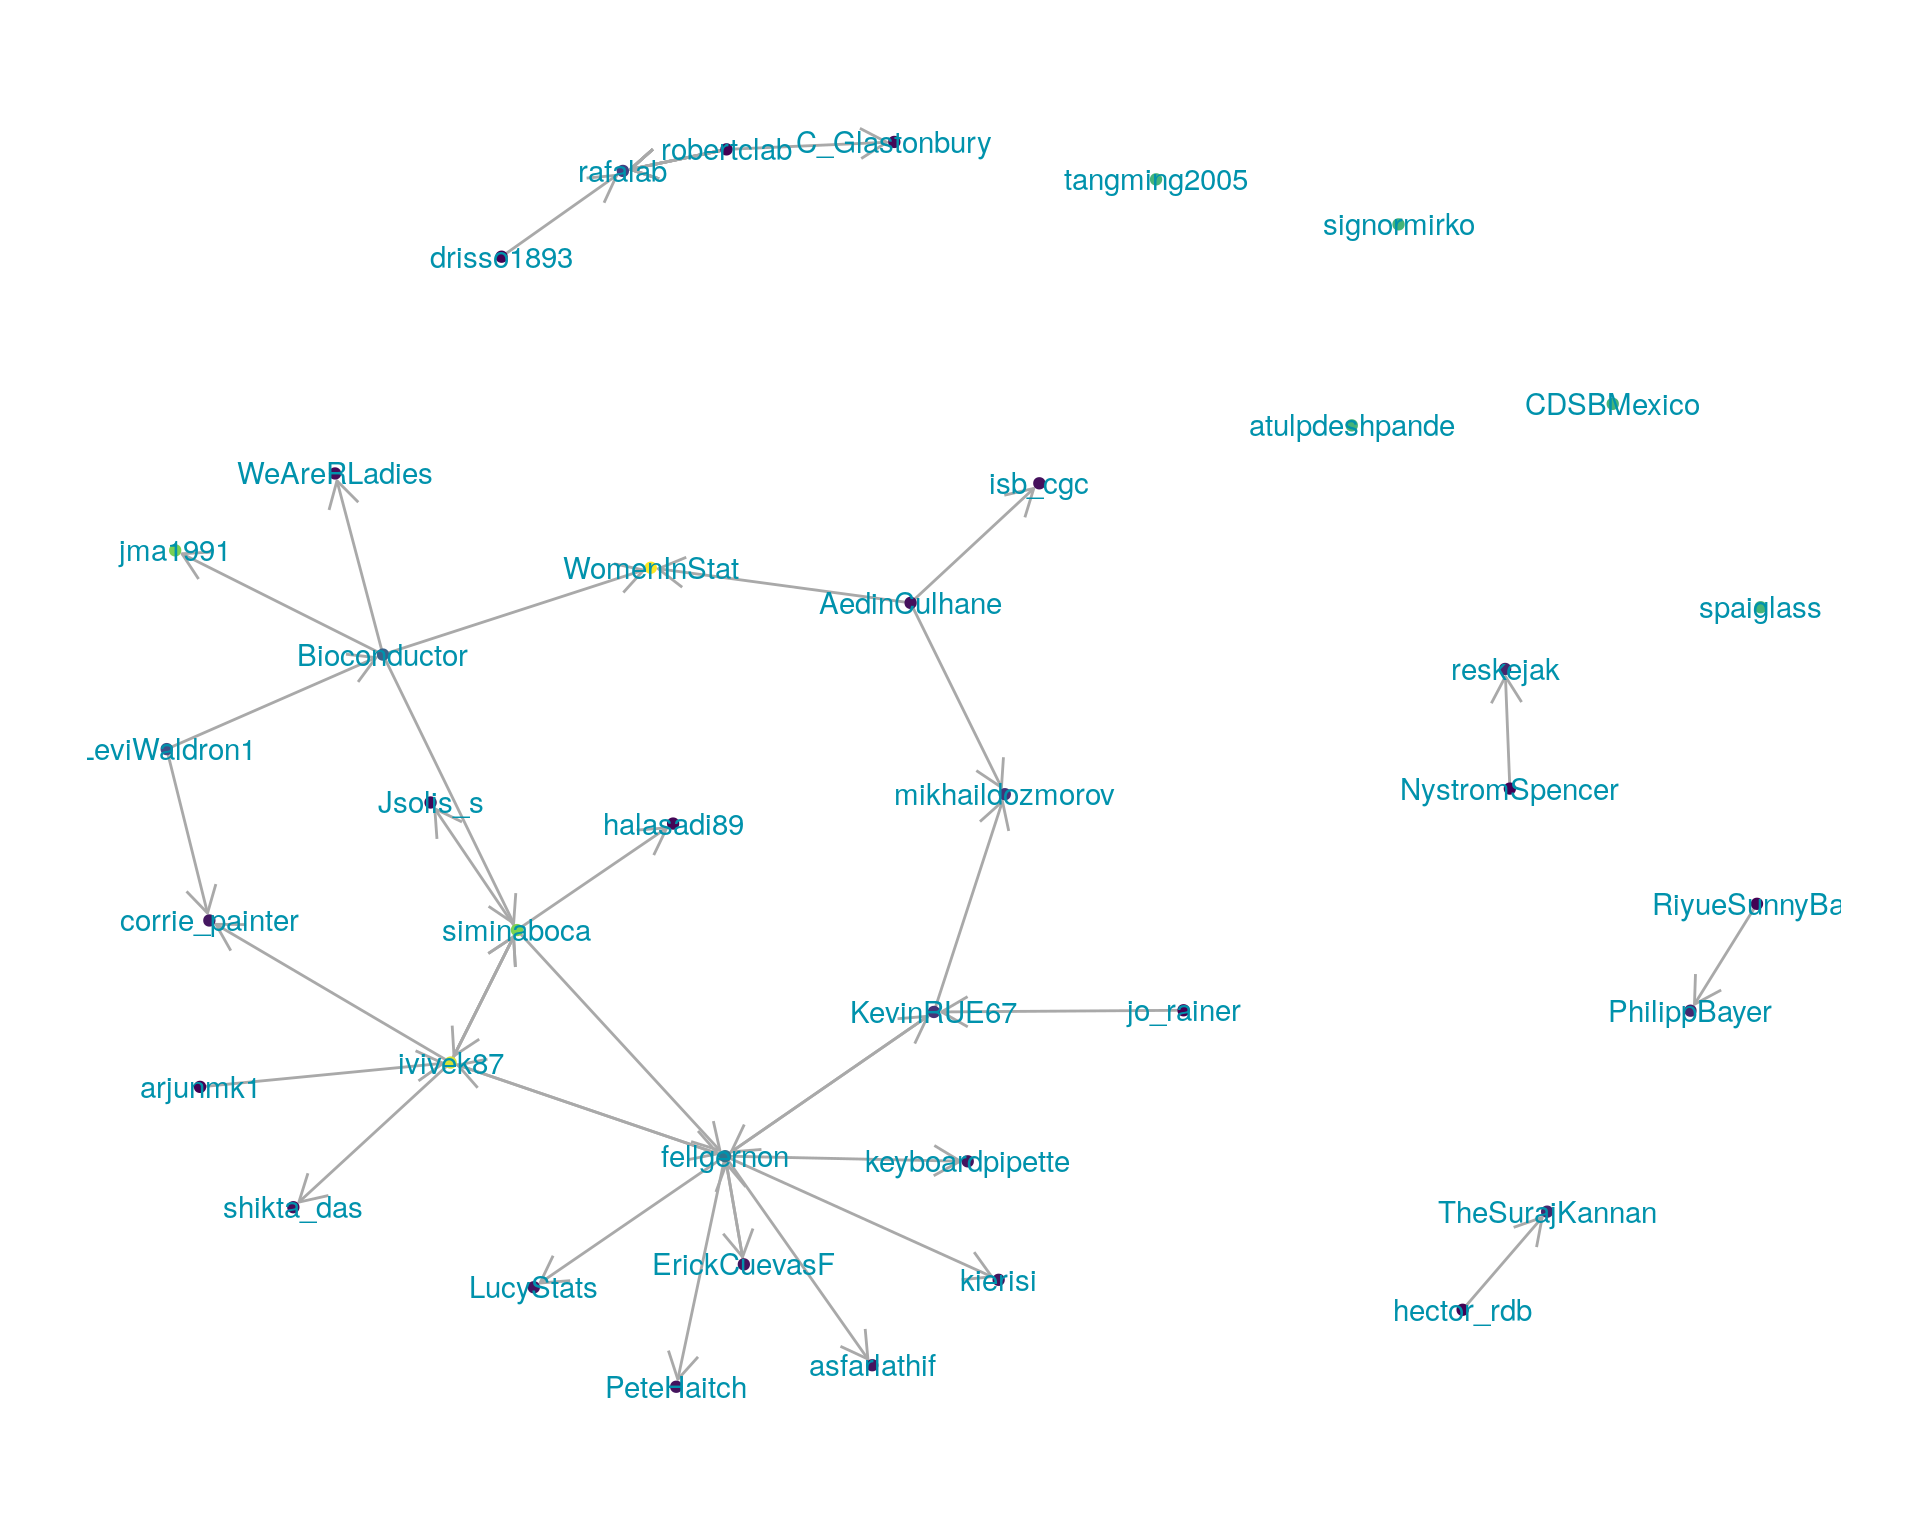 C_Glastonbury
robertclab
rafalab
tangming2005
signormirko
drisso1893
CDSBMexico
atulpdeshpande
WeAreRLadies
isb_cgc
jma1991
WomenInStat
AedinCulhane
spaiglass
Bioconductor
reskejak
LeviWaldron1
NystromSpencer
mikhaildozmorov
Jsolis_s
halasadi89
RiyueSunnyBa
corrie_painter
siminaboca
KevinRUE67
jo_rainer
PhilippBayer
ivivek87
arjunmk1
fellgernon
keyboardpipette
shikta_das
TheSurajKannan
ErickCuevasF
kierisi
LucyStats
hector_rdb
asfarlathif
PeteHaitch